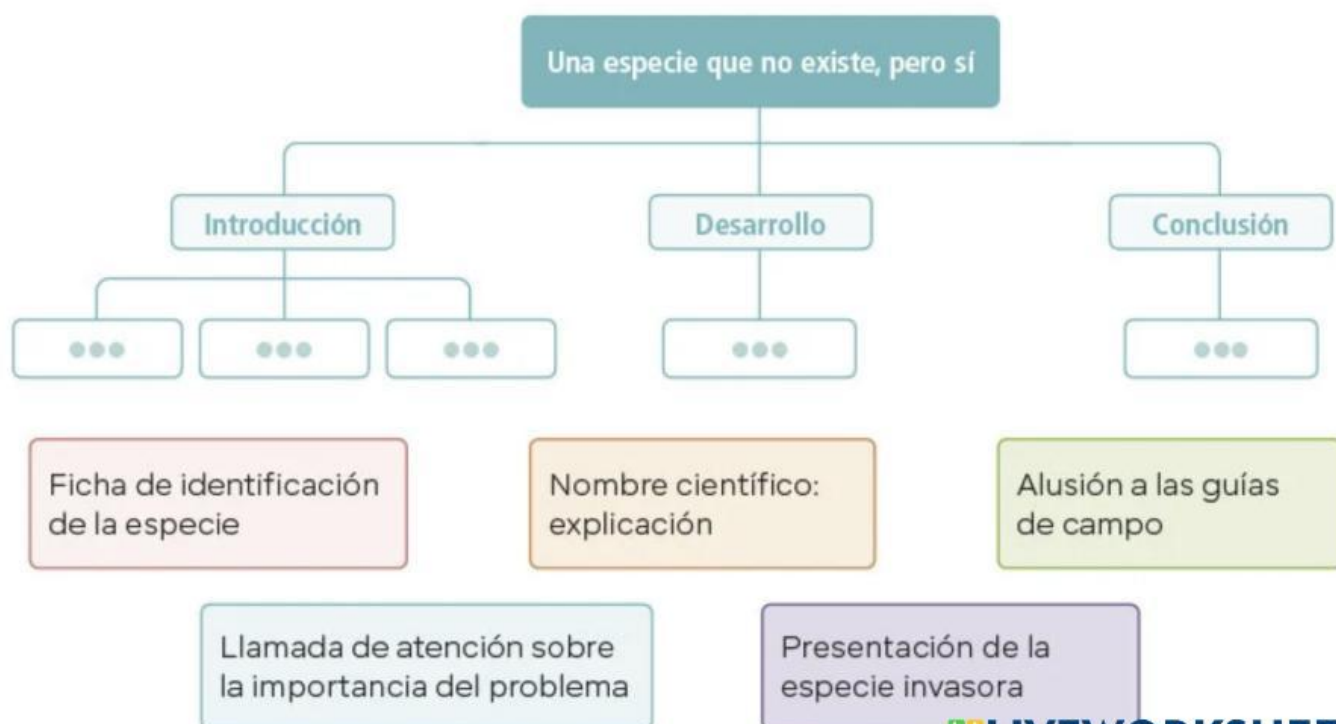 Una especie que no existe, pero sí
Introducción
Desarrollo
Conclusión
Ficha de identificación
de la especie
Nombre científico:
explicación
Alusión a las guías
de campo
Llamada de atención sobre
la importancia del problema
Presentación de la
especie invasora